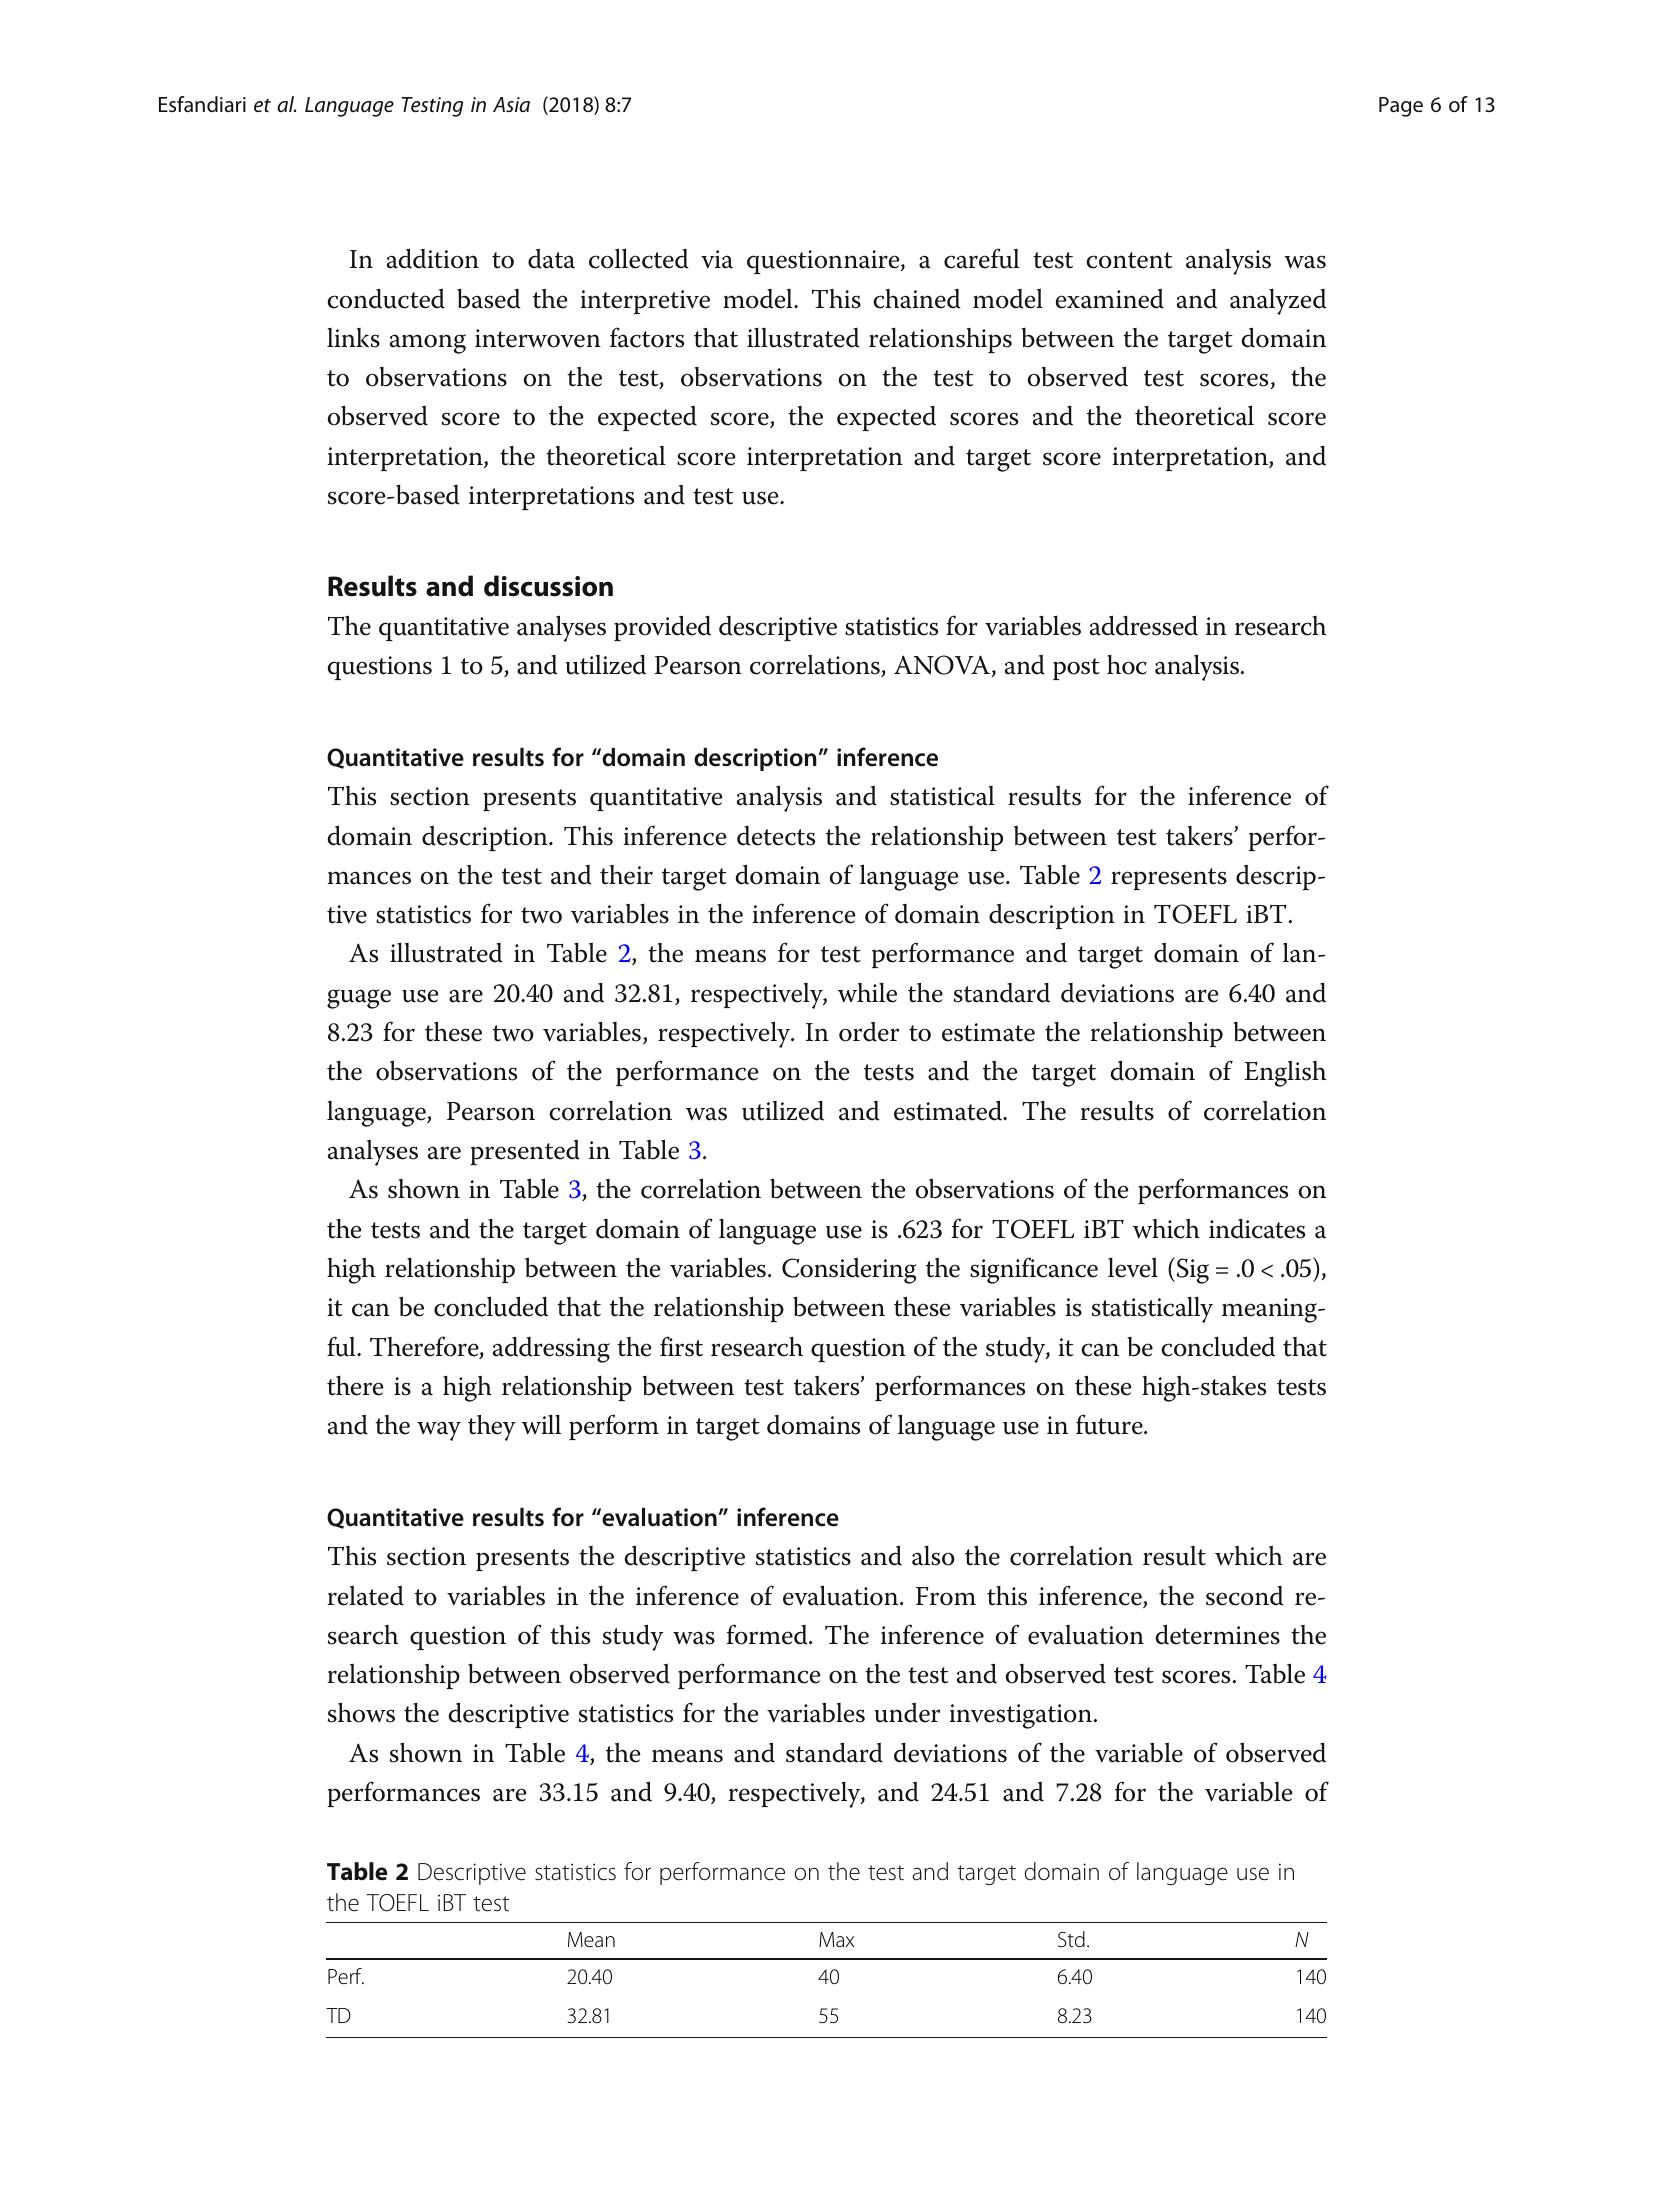 Esfandiari et al. Language Testing in Asia (2018) 8:7
Page 6 of 13
In addition to data collected via questionnaire, a careful test content analysis was
conducted based the interpretive model. This chained model examined and analyzed
links among interwoven factors that illustrated relationships between the target domain
to observations on the test, observations on the test to observed test scores, the
observed score to the expected score, the expected scores and the theoretical score
interpretation, the theoretical score interpretation and target score interpretation, and
score-based interpretations and test use.
Results and discussion
The quantitative analyses provided descriptive statistics for variables addressed in research
questions 1 to 5, and utilized Pearson correlations, ANOVA, and post hoc analysis.
Quantitative results for “domain description” inference
This section presents quantitative analysis and statistical results for the inference of
domain description. This inference detects the relationship between test takers’ perfor-
mances on the test and their target domain of language use. Table 2 represents descrip-
tive statistics for two variables in the inference of domain description in TOEFL iBT.
As illustrated in Table 2, the means for test performance and target domain of lan-
guage use are 20.40 and 32.81, respectively, while the standard deviations are 6.40 and
8.23 for these two variables, respectively. In order to estimate the relationship between
the observations of the performance on the tests and the target domain of English
language, Pearson correlation was utilized and estimated. The results of correlation
analyses are presented in Table 3.
As shown in Table 3, the correlation between the observations of the performances on
the tests and the target domain of language use is .623 for TOEFL iBT which indicates a
high relationship between the variables. Considering the significance level (Sig = .0 < .05),
it can be concluded that the relationship between these variables is statistically meaning-
ful. Therefore, addressing the first research question of the study, it can be concluded that
there is a high relationship between test takers’ performances on these high-stakes tests
and the way they will perform in target domains of language use in future.
Quantitative results for “evaluation” inference
This section presents the descriptive statistics and also the correlation result which are
related to variables in the inference of evaluation. From this inference, the second re-
search question of this study was formed. The inference of evaluation determines the
relationship between observed performance on the test and observed test scores. Table 4
shows the descriptive statistics for the variables under investigation.
As shown in Table 4, the means and standard deviations of the variable of observed
performances are 33.15 and 9.40, respectively, and 24.51 and 7.28 for the variable of
Table 2 Descriptive statistics for performance on the test and target domain of language use in
the TOEFL iBT test
Mean Max Std. N
Perf. 20.40 40 6.40 140
TD 32.81 55 8.23 140